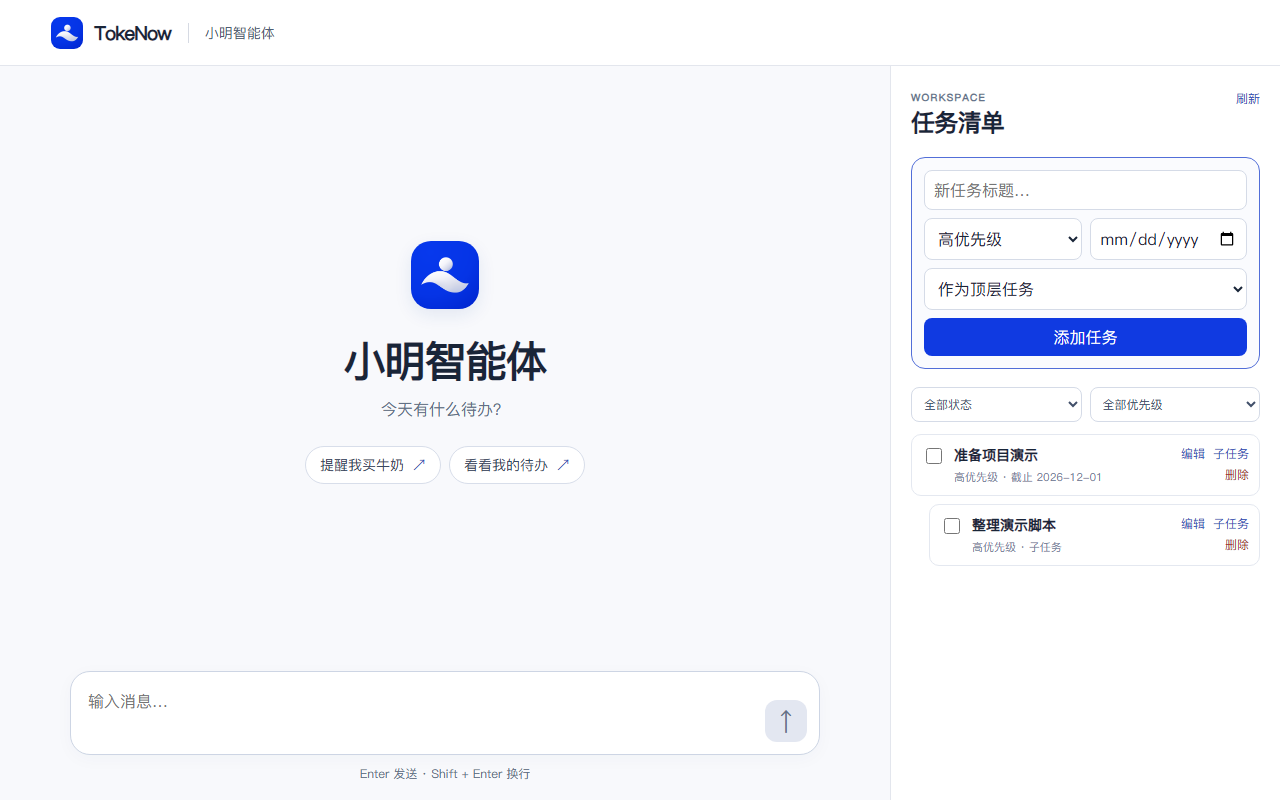 TokeNow
小明智能体
小明智能体
今天有什么待办?
提醒我买牛奶 ↗
看看我的待办 ↗
输入消息...
Enter 发送 · Shift + Enter 换行
WORKSPACE
刷新
任务清单
新任务标题...
高优先级
mm/dd/yyyy
作为顶层任务
添加任务
全部状态
全部优先级
准备项目演示
编辑 子任务
高优先级 · 截止 2026-12-01
删除
整理演示脚本
编辑 子任务
高优先级 · 子任务
删除